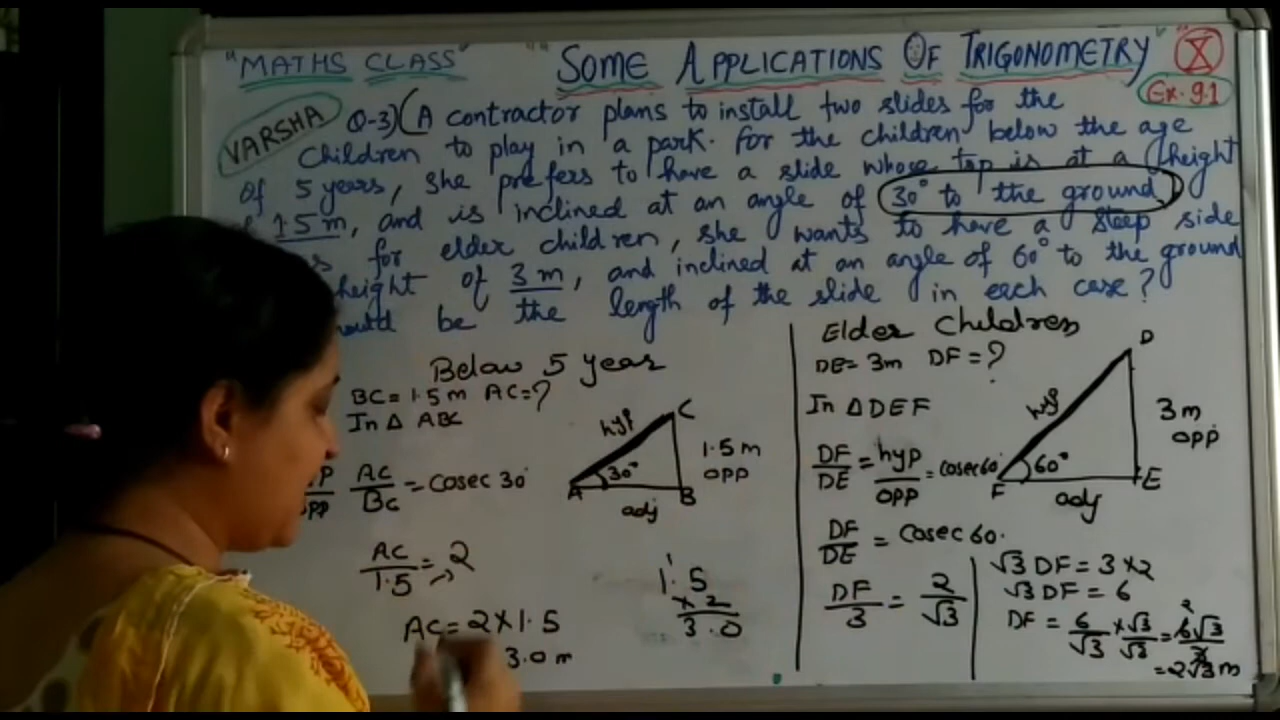 "MATHS CLASS" "SOME APPLICATIONS OF TRIGONOMETRY" X
Ex. 9.1
VARSHA
Q-3) (A contractor plans to install two slides for the
children to play in a park. For the children below the age
of 5 years, she prefers to have a slide whose top is at a height
1.5 m, and is inclined at an angle of 30° to the ground,
for elder children, she wants to have a steep side
height of 3 m, and inclined at an angle of 60° to the ground
be the length of the slide in each case?
Below 5 year
BC = 1.5 m AC = ?
In Δ ABC
AC/BC = Cosec 30°
AC/1.5 = 2
AC = 2 × 1.5
3.0 m
hyp
C
30°
1.5 m
opp
A
B
adj
1
1.5
× 2
3.0
Elder Children
DE = 3m DF = ?
In Δ DEF
DF/DE = hyp/opp = cosec 60°
DF/DE = Cosec 60.
DF/3 = 2/√3
D
hyp
3 m
opp
60°
F
E
adj
√3 DF = 3 × 2
√3 DF = 6
DF = 6/√3 × √3/√3 = 6√3/3
2
= 2√3 m